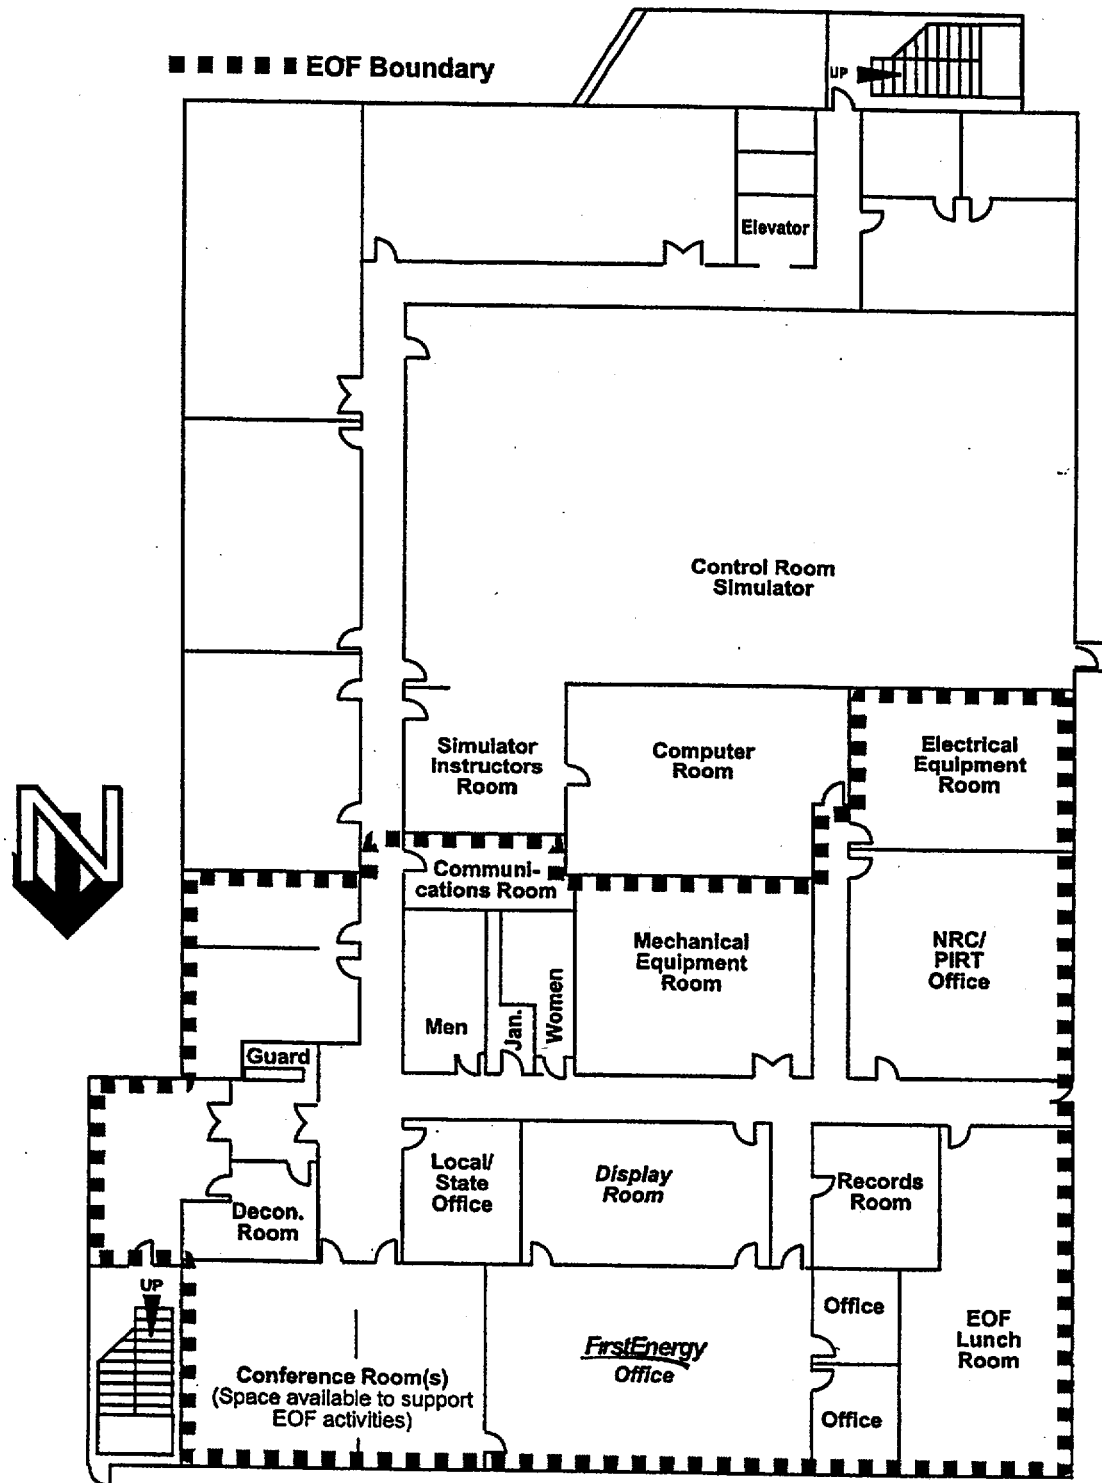 EOF Boundary
UP
Elevator
Control Room
Simulator
Simulator
Instructors
Room
Computer
Room
Electrical
Equipment
Room
N
Communi-
cations Room
Mechanical
Equipment
Room
NRC/
PIRT
Office
Men
Jan.
Women
Guard
Local/
State
Office
Display
Room
Records
Room
Decon.
Room
UP
Office
EOF
Lunch
Room
FirstEnergy
Office
Conference Room(s)
(Space available to support
EOF activities)
Office